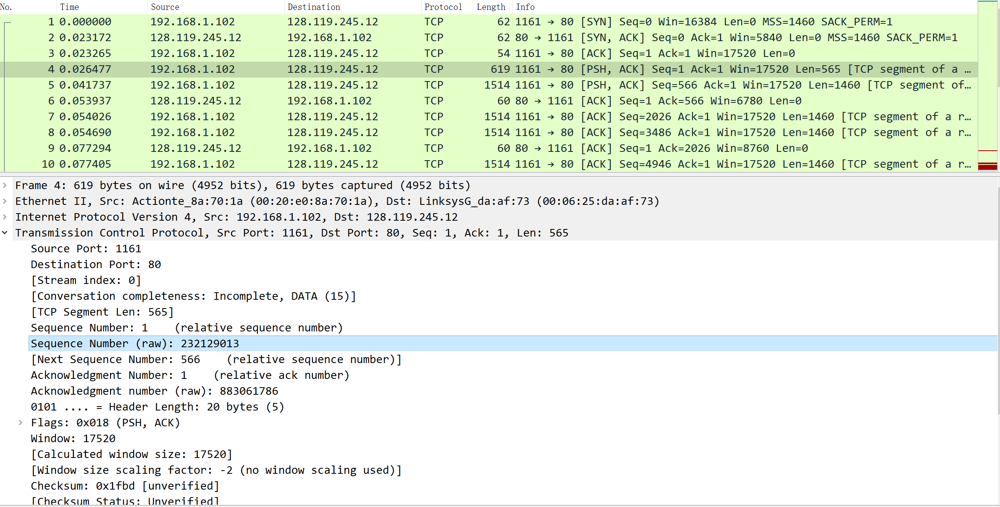 No. Time Source Destination Protocol Length Info
1 0.000000 192.168.1.102 128.119.245.12 TCP 62 1161 → 80 [SYN] Seq=0 Win=16384 Len=0 MSS=1460 SACK_PERM=1
2 0.023172 128.119.245.12 192.168.1.102 TCP 62 80 → 1161 [SYN, ACK] Seq=0 Ack=1 Win=5840 Len=0 MSS=1460 SACK_PERM=1
3 0.023265 192.168.1.102 128.119.245.12 TCP 54 1161 → 80 [ACK] Seq=1 Ack=1 Win=17520 Len=0
4 0.026477 192.168.1.102 128.119.245.12 TCP 619 1161 → 80 [PSH, ACK] Seq=1 Ack=1 Win=17520 Len=565 [TCP segment of a …
5 0.041737 192.168.1.102 128.119.245.12 TCP 1514 1161 → 80 [PSH, ACK] Seq=566 Ack=1 Win=17520 Len=1460 [TCP segment of…
6 0.053937 128.119.245.12 192.168.1.102 TCP 60 80 → 1161 [ACK] Seq=1 Ack=566 Win=6780 Len=0
7 0.054026 192.168.1.102 128.119.245.12 TCP 1514 1161 → 80 [ACK] Seq=2026 Ack=1 Win=17520 Len=1460 [TCP segment of a r…
8 0.054690 192.168.1.102 128.119.245.12 TCP 1514 1161 → 80 [ACK] Seq=3486 Ack=1 Win=17520 Len=1460 [TCP segment of a r…
9 0.077294 128.119.245.12 192.168.1.102 TCP 60 80 → 1161 [ACK] Seq=1 Ack=2026 Win=8760 Len=0
10 0.077405 192.168.1.102 128.119.245.12 TCP 1514 1161 → 80 [ACK] Seq=4946 Ack=1 Win=17520 Len=1460 [TCP segment of a r…
Frame 4: 619 bytes on wire (4952 bits), 619 bytes captured (4952 bits)
Ethernet II, Src: Actionte_8a:70:1a (00:20:e0:8a:70:1a), Dst: LinksysG_da:af:73 (00:06:25:da:af:73)
Internet Protocol Version 4, Src: 192.168.1.102, Dst: 128.119.245.12
Transmission Control Protocol, Src Port: 1161, Dst Port: 80, Seq: 1, Ack: 1, Len: 565
Source Port: 1161
Destination Port: 80
[Stream index: 0]
[Conversation completeness: Incomplete, DATA (15)]
[TCP Segment Len: 565]
Sequence Number: 1 (relative sequence number)
Sequence Number (raw): 232129013
[Next Sequence Number: 566 (relative sequence number)]
Acknowledgment Number: 1 (relative ack number)
Acknowledgment number (raw): 883061786
0101 .... = Header Length: 20 bytes (5)
Flags: 0x018 (PSH, ACK)
Window: 17520
[Calculated window size: 17520]
[Window size scaling factor: -2 (no window scaling used)]
Checksum: 0x1fbd [unverified]
[Checksum Status: Unverified]